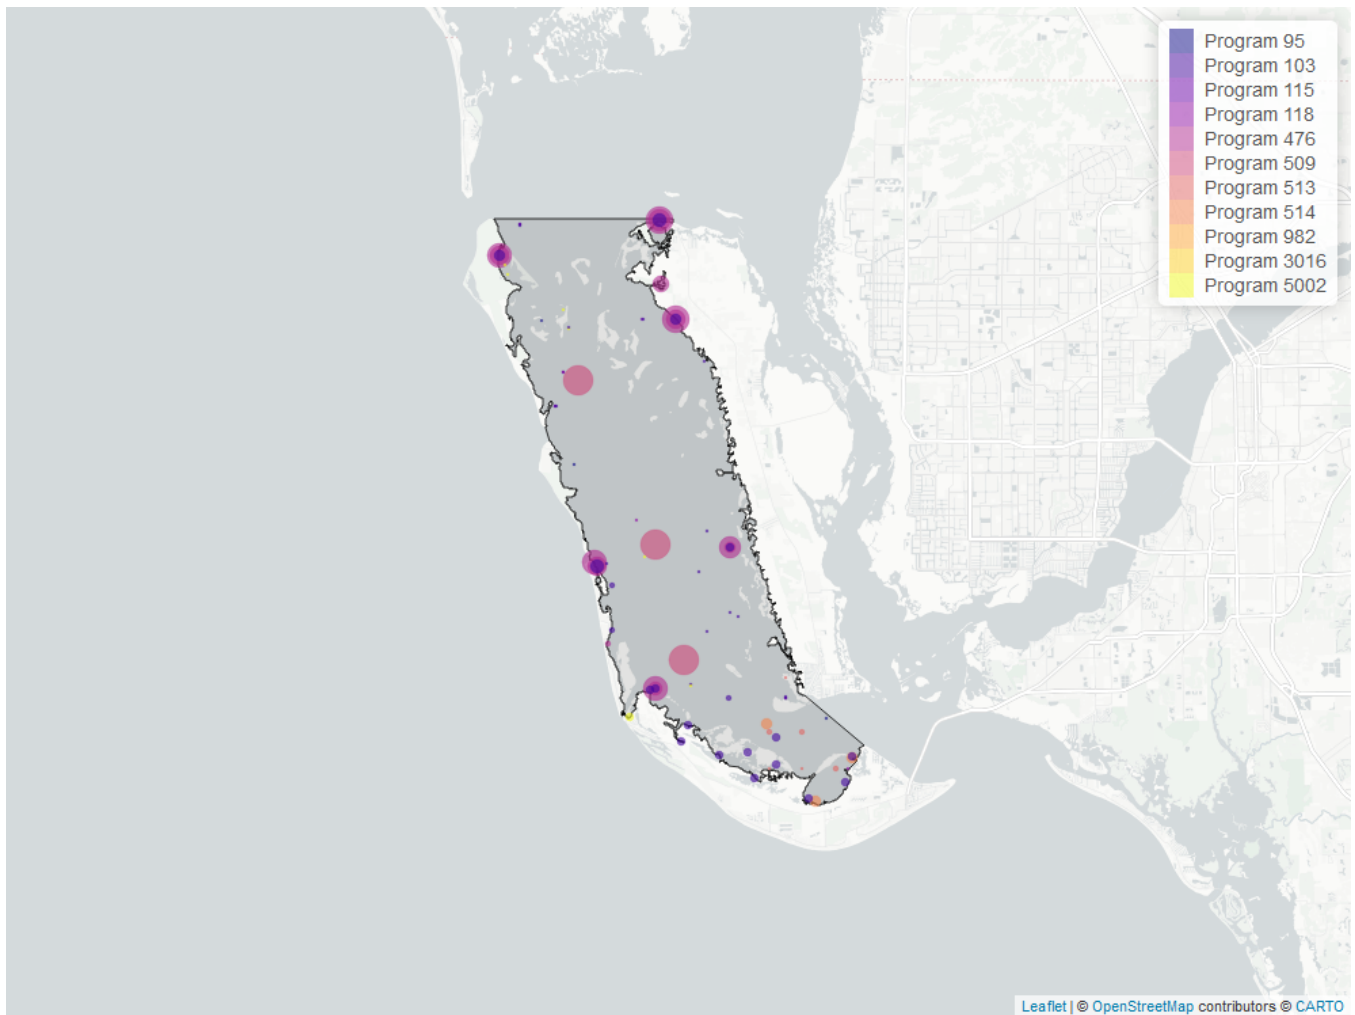 Program 95
Program 103
Program 115
Program 118
Program 476
Program 509
Program 513
Program 514
Program 982
Program 3016
Program 5002
Leaflet | © OpenStreetMap contributors © CARTO